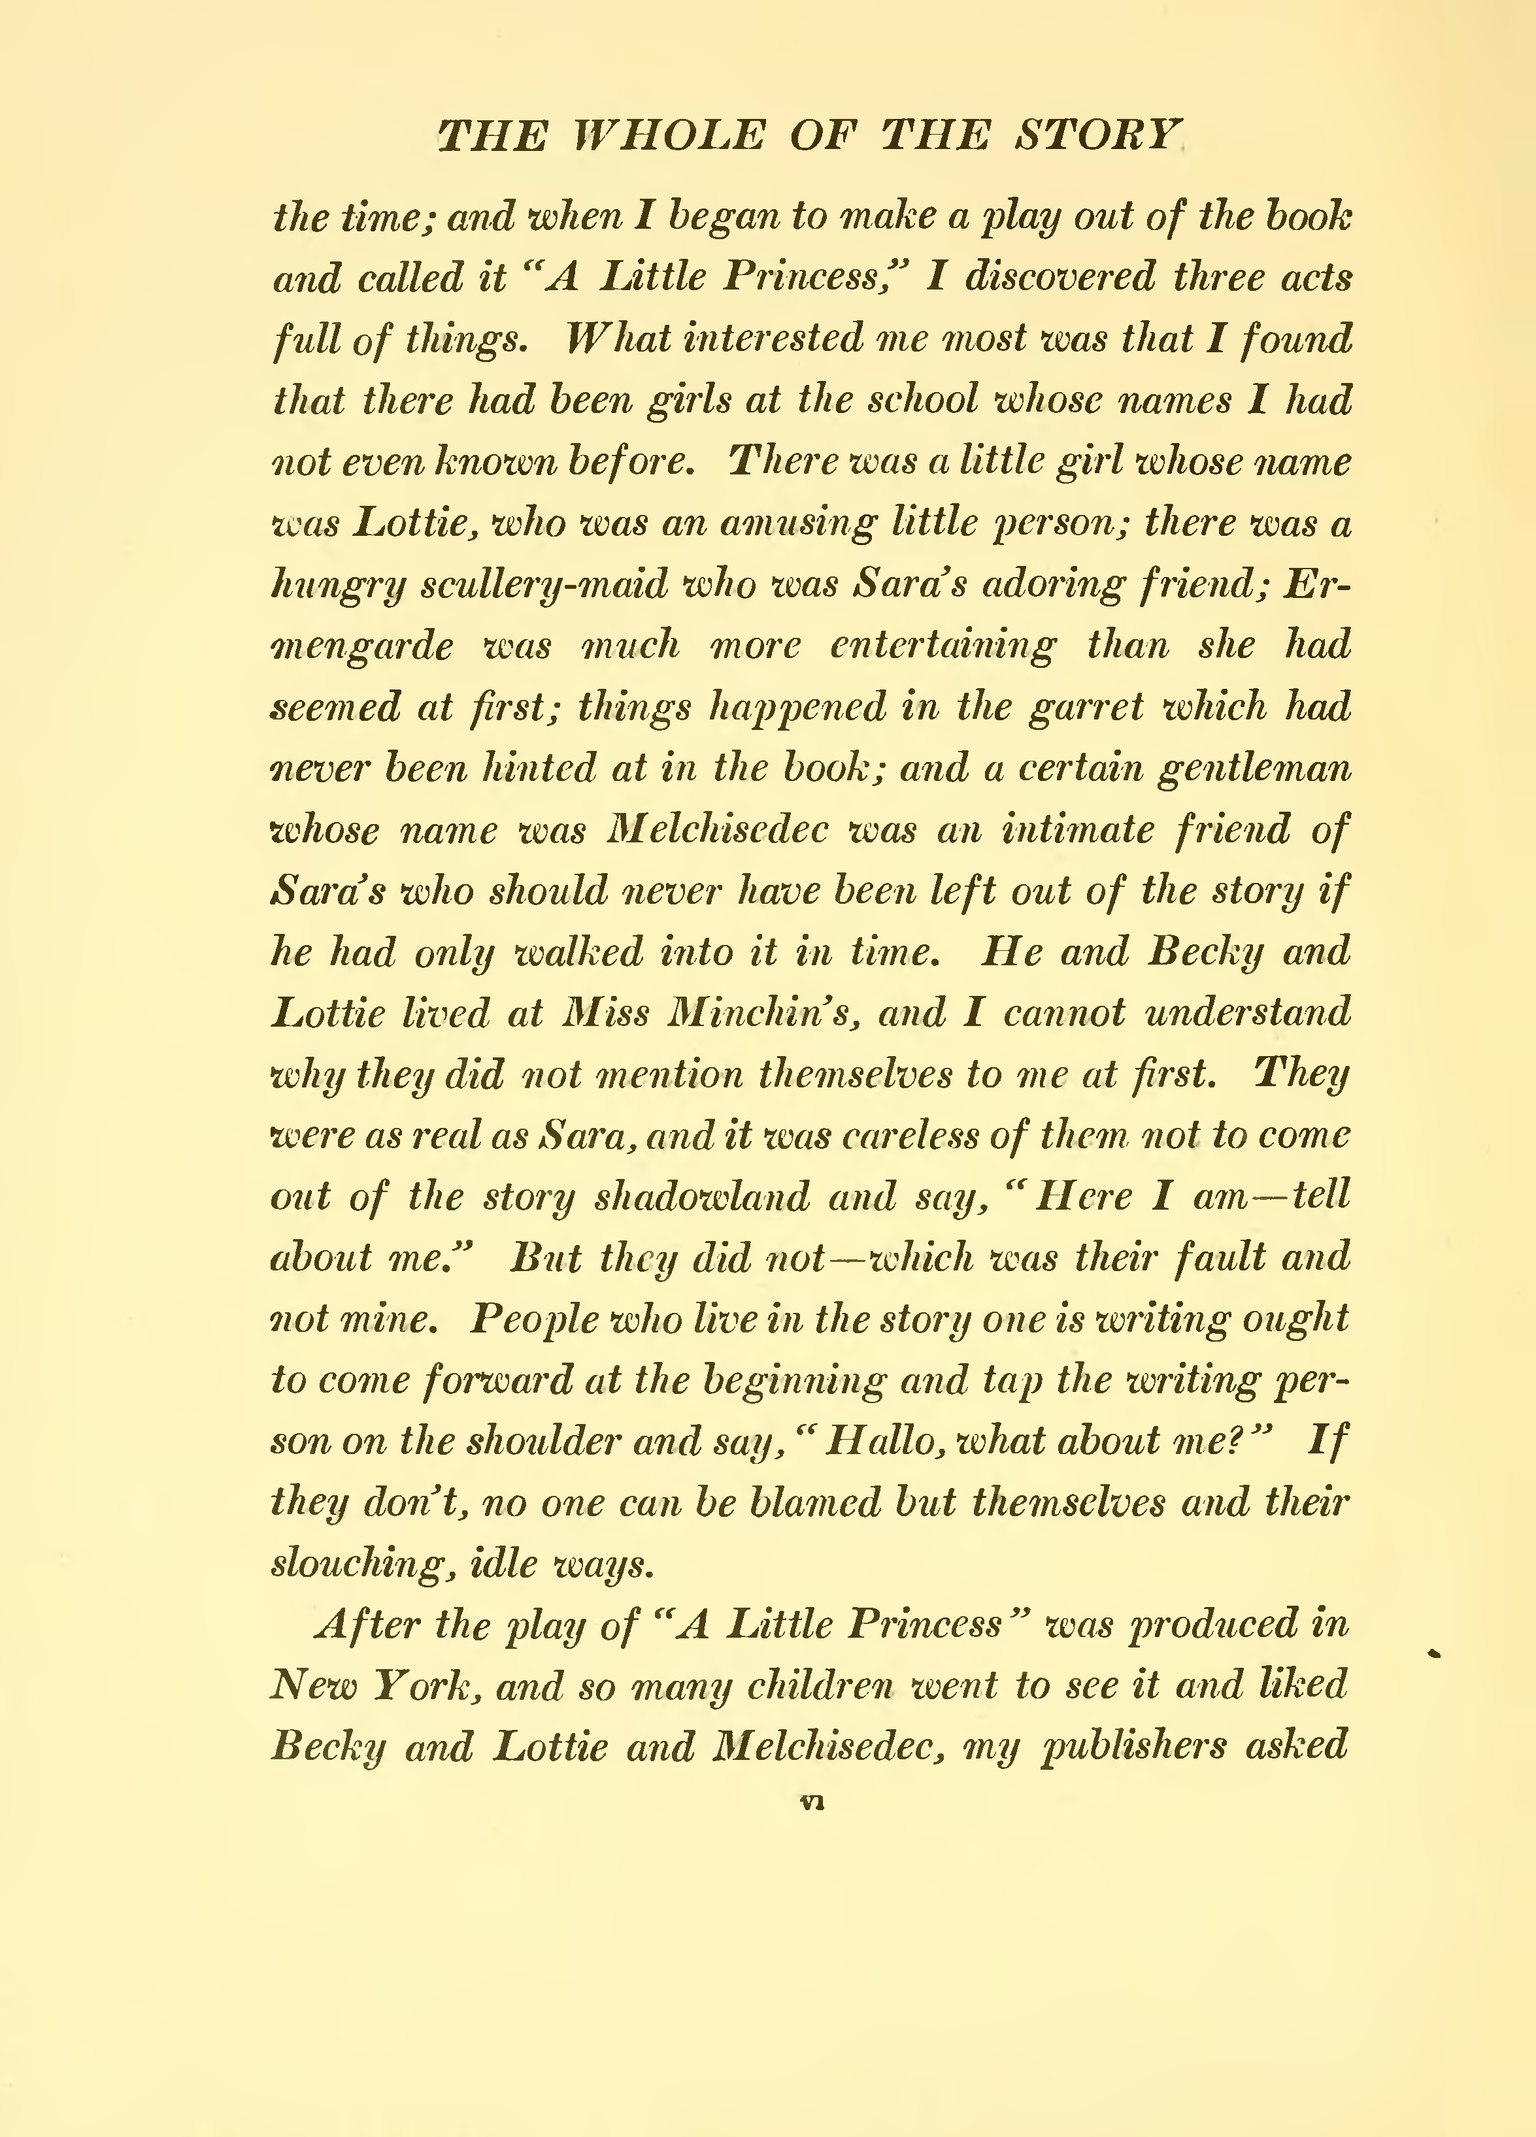 THE WHOLE OF THE STORY
the time; and when I began to make a play out of the book
and called it “A Little Princess,” I discovered three acts
full of things. What interested me most was that I found
that there had been girls at the school whose names I had
not even known before. There was a little girl whose name
was Lottie, who was an amusing little person; there was a
hungry scullery-maid who was Sara’s adoring friend; Er-
mengarde was much more entertaining than she had
seemed at first; things happened in the garret which had
never been hinted at in the book; and a certain gentleman
whose name was Melchisedec was an intimate friend of
Sara’s who should never have been left out of the story if
he had only walked into it in time. He and Becky and
Lottie lived at Miss Minchin’s, and I cannot understand
why they did not mention themselves to me at first. They
were as real as Sara, and it was careless of them not to come
out of the story shadowland and say, “Here I am—tell
about me.” But they did not—which was their fault and
not mine. People who live in the story one is writing ought
to come forward at the beginning and tap the writing per-
son on the shoulder and say, “Hallo, what about me?” If
they don’t, no one can be blamed but themselves and their
slouching, idle ways.
After the play of “A Little Princess” was produced in
New York, and so many children went to see it and liked
Becky and Lottie and Melchisedec, my publishers asked
vi